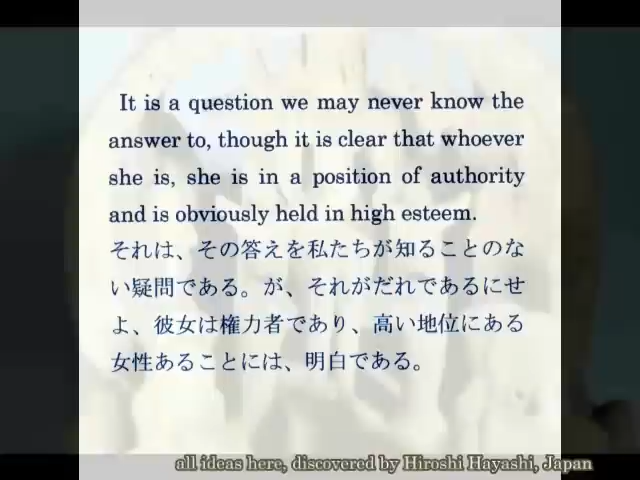 It is a question we may never know the
answer to, though it is clear that whoever
she is, she is in a position of authority
and is obviously held in high esteem.
それは、その答えを私たちが知ることのな
い疑問である。が、それがだれであるにせ
よ、彼女は権力者であり、高い地位にある
女性あることには、明白である。
all ideas here, discovered by Hiroshi Hayashi, Japan